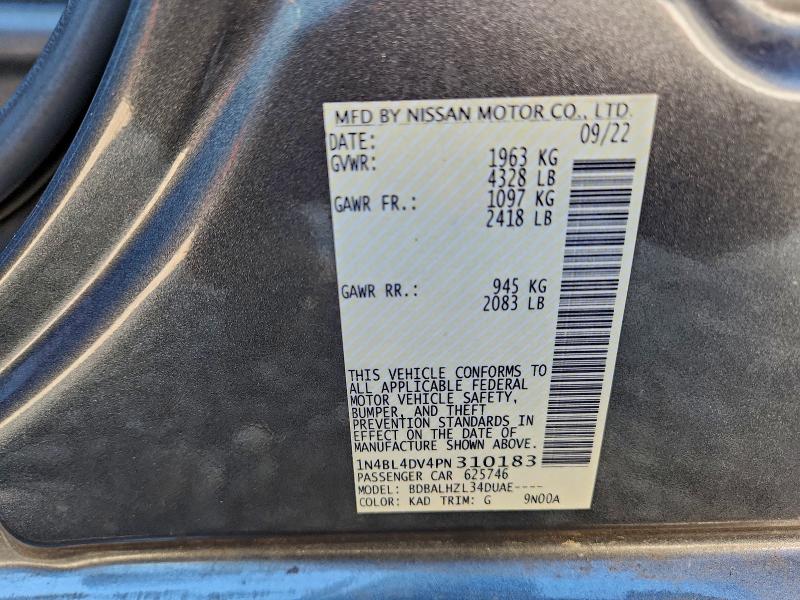 MFD BY NISSAN MOTOR CO., LTD.
DATE: 09/22
GVWR: 1963 KG
4328 LB
GAWR FR.: 1097 KG
2418 LB
GAWR RR.: 945 KG
2083 LB
THIS VEHICLE CONFORMS TO
ALL APPLICABLE FEDERAL
MOTOR VEHICLE SAFETY,
BUMPER, AND THEFT
PREVENTION STANDARDS IN
EFFECT ON THE DATE OF
MANUFACTURE SHOWN ABOVE.
1N4BL4DV4PN310183
PASSENGER CAR 625746
MODEL: BDBALHZL34DUAE----
COLOR: KAD TRIM: G 9N00A